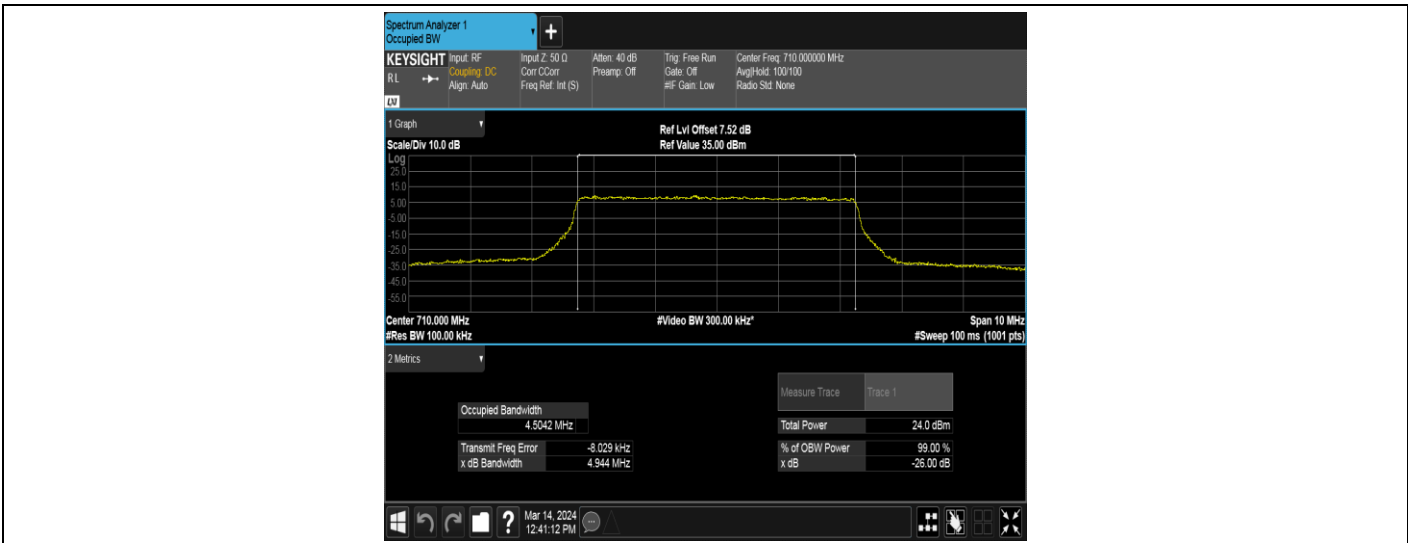 Spectrum Analyzer 1
Occupied BW
+
KEYSIGHT
R L
LXI
Input: RF
Coupling: DC
Align: Auto
Input Z: 50 Ω
Corr CCorr
Freq Ref: Int (S)
Atten: 40 dB
Preamp: Off
Trig: Free Run
Gate: Off
#IF Gain: Low
Center Freq: 710.000000 MHz
Avg|Hold: 100/100
Radio Std: None
1 Graph
Scale/Div 10.0 dB
Ref Lvl Offset 7.52 dB
Ref Value 35.00 dBm
Log
25.0
15.0
5.00
-5.00
-15.0
-25.0
-35.0
-45.0
-55.0
Center 710.000 MHz
#Res BW 100.00 kHz
#Video BW 300.00 kHz*
Span 10 MHz
#Sweep 100 ms (1001 pts)
2 Metrics
Measure Trace Trace 1
Occupied Bandwidth
4.5042 MHz
Total Power 24.0 dBm
Transmit Freq Error -8.029 kHz
% of OBW Power 99.00 %
x dB Bandwidth 4.944 MHz
x dB -26.00 dB
?
Mar 14, 2024
12:41:12 PM